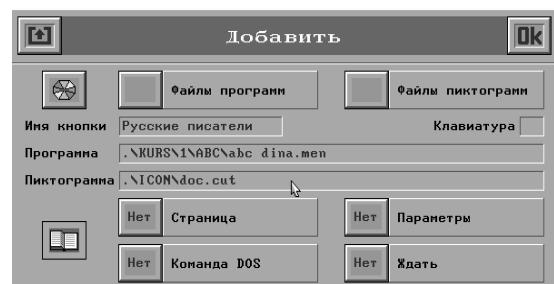 Добавить Ok
Файлы программ Файлы пиктограмм
Имя кнопки Русские писатели Клавиатура
Программа .\KURS\1\ABC\abc dina.men
Пиктограмма .\ICON\doc.cut
Нет Страница Нет Параметры
Нет Команда DOS Нет Ждать